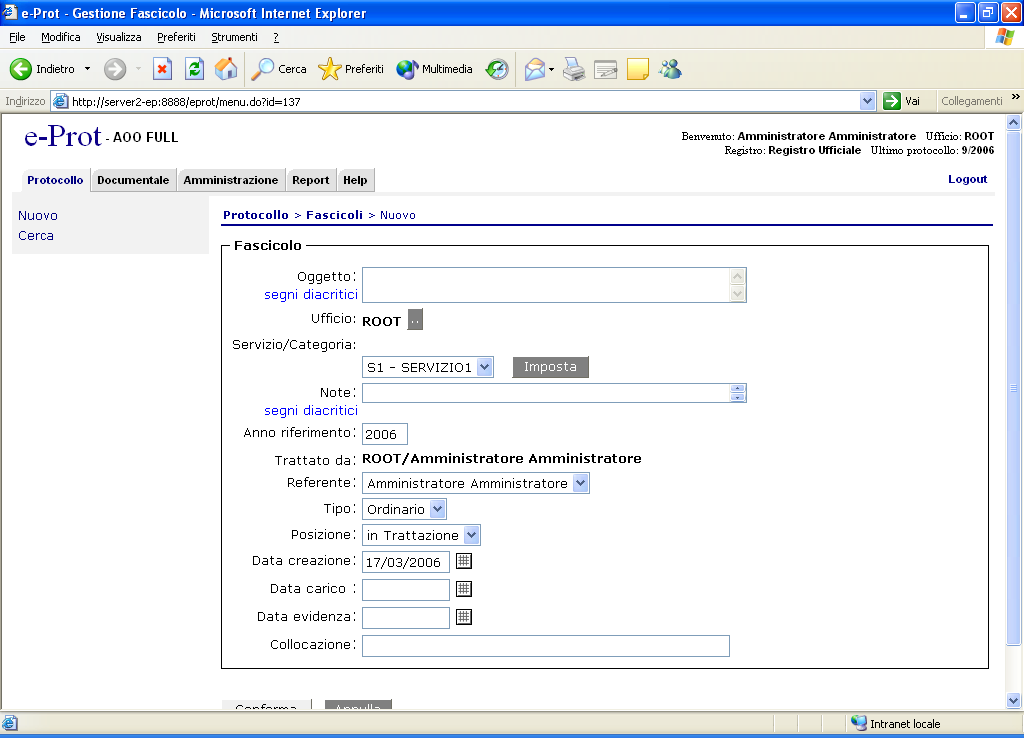 e-Prot - Gestione Fascicolo - Microsoft Internet Explorer
File Modifica Visualizza Preferiti Strumenti ?
Indietro Cerca Preferiti Multimedia
Indirizzo http://server2-ep:8888/eprot/menu.do?id=137 Vai Collegamenti »
e-Prot - AOO FULL
Benvenuto: Amministratore Amministratore Ufficio: ROOT
Registro: Registro Ufficiale Ultimo protocollo: 9/2006
Protocollo Documentale Amministrazione Report Help Logout
Nuovo
Cerca
Protocollo > Fascicoli > Nuovo
Fascicolo
Oggetto:
segni diacritici
Ufficio: ROOT ..
Servizio/Categoria:
S1 - SERVIZIO1 Imposta
Note:
segni diacritici
Anno riferimento: 2006
Trattato da: ROOT/Amministratore Amministratore
Referente: Amministratore Amministratore
Tipo: Ordinario
Posizione: in Trattazione
Data creazione: 17/03/2006
Data carico :
Data evidenza:
Collocazione:
Conferma Annulla
Intranet locale